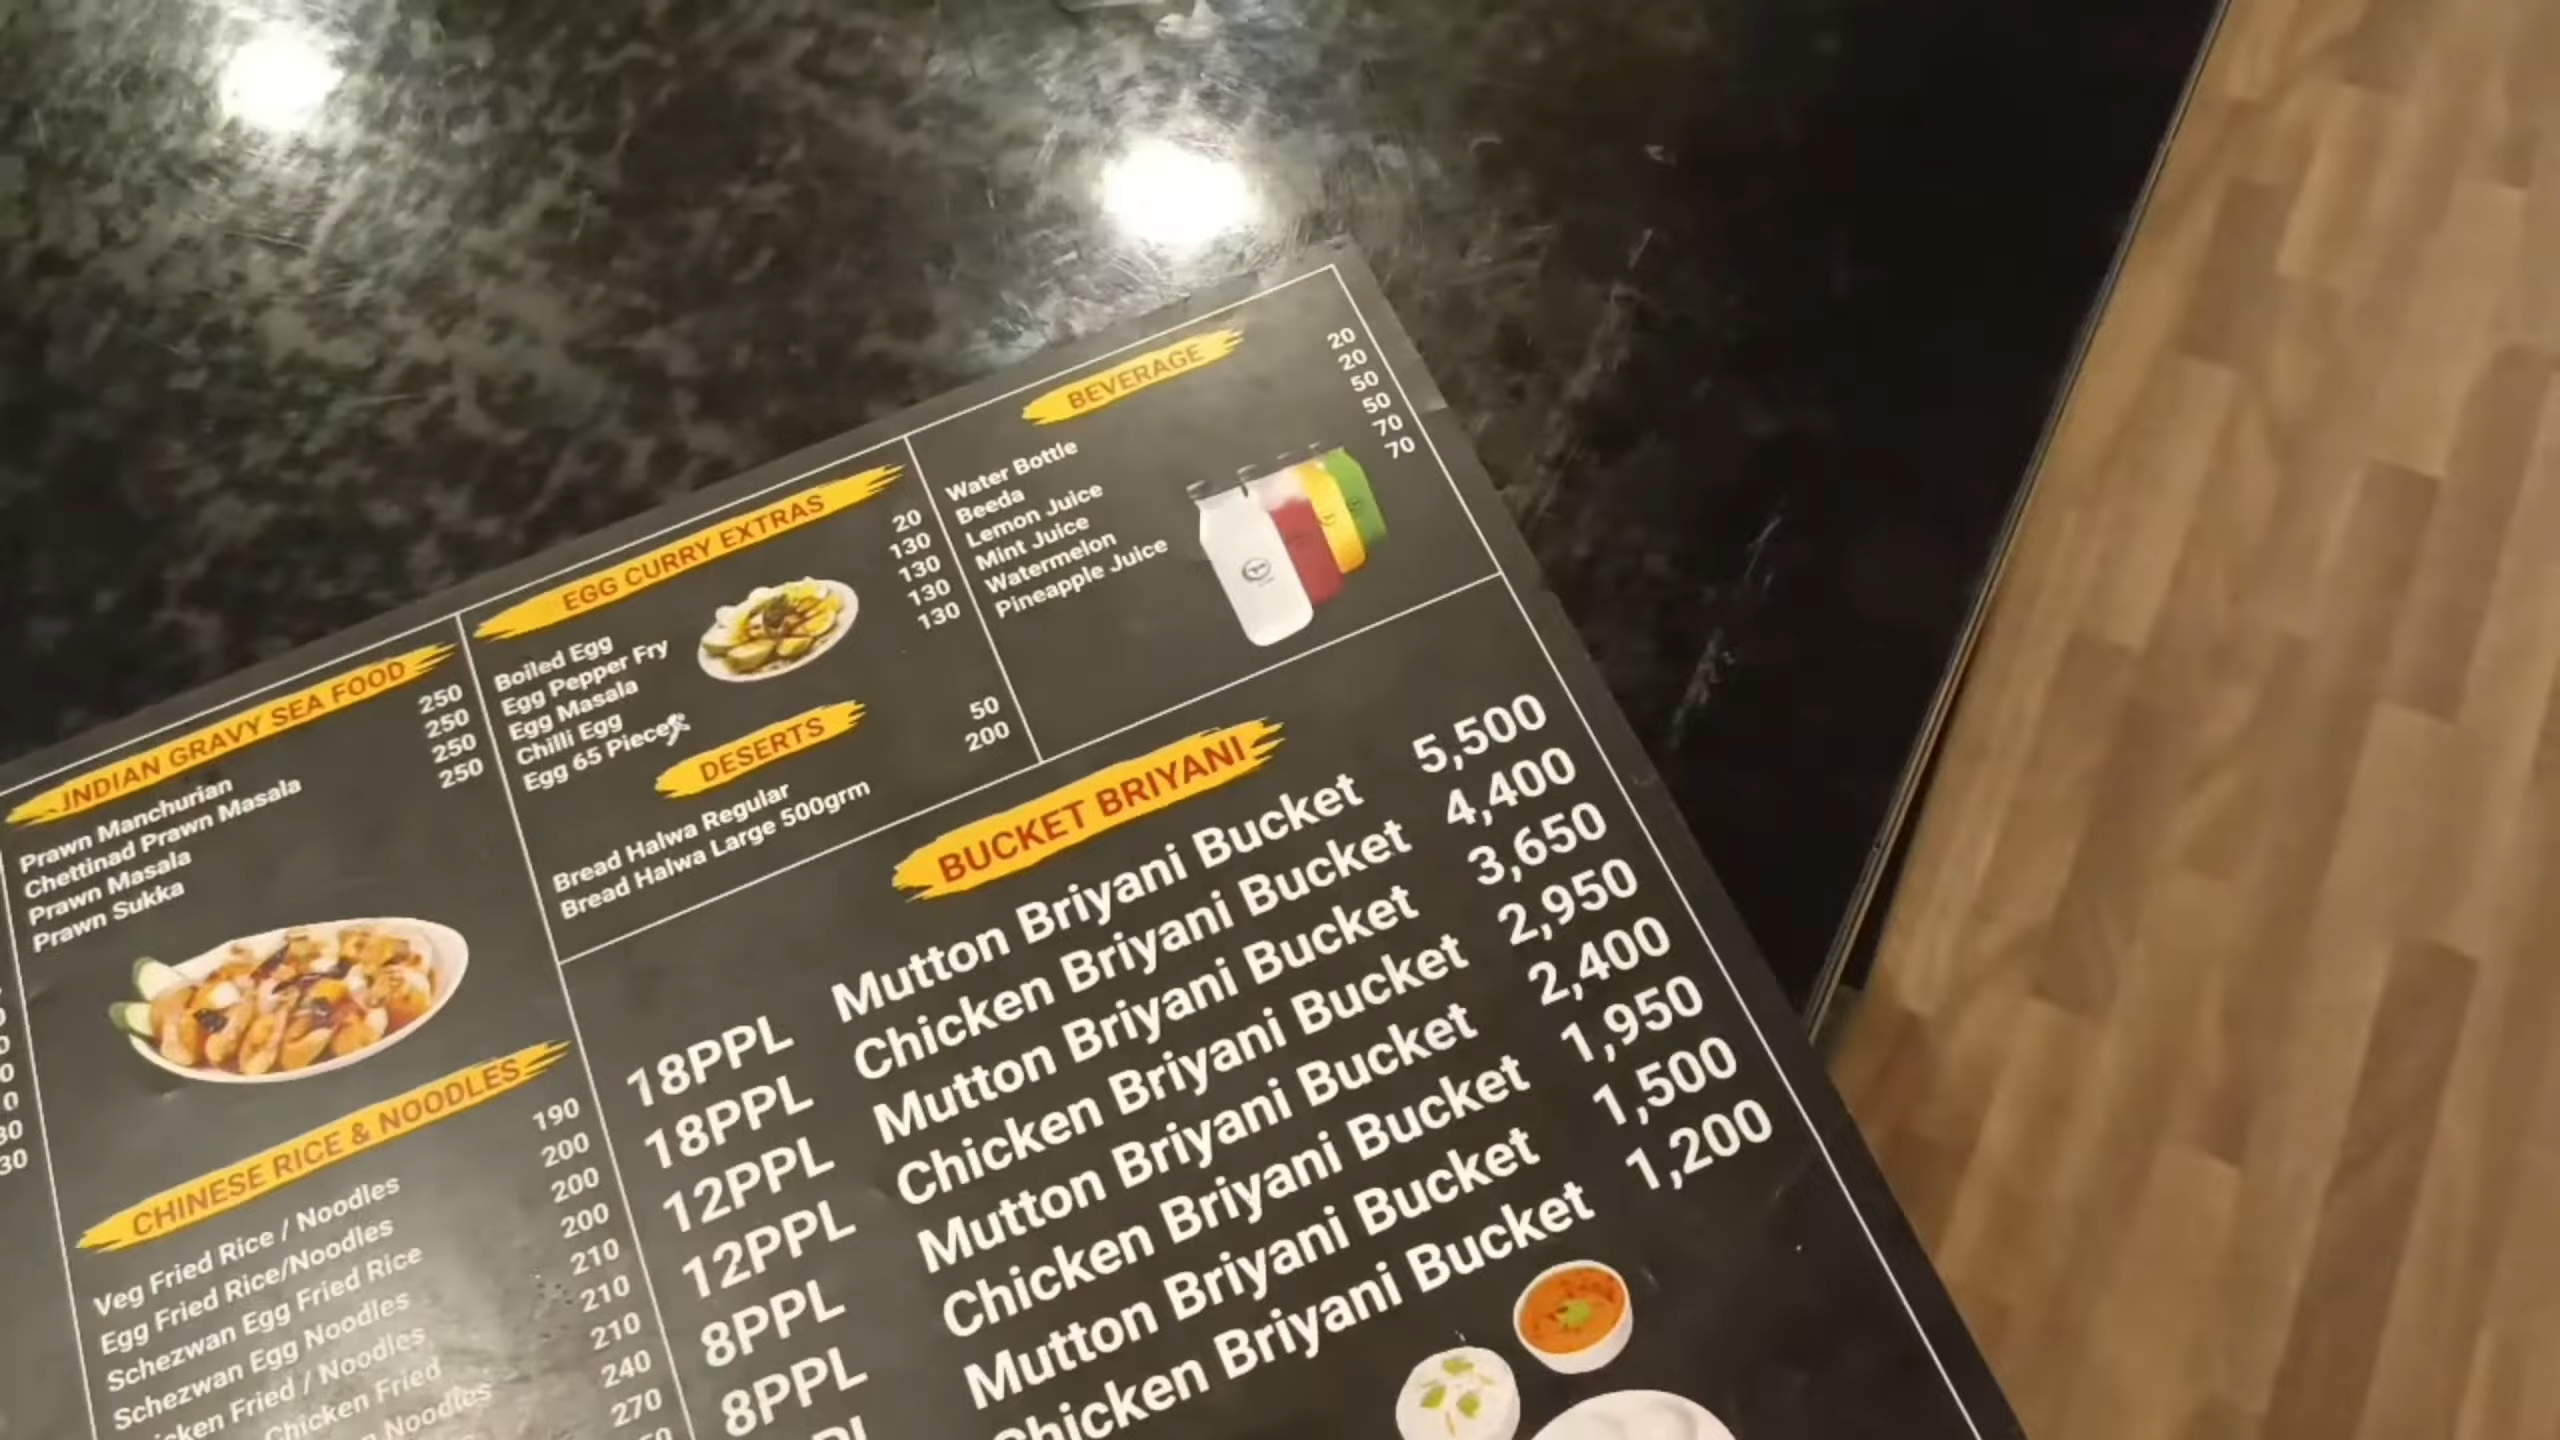 INDIAN GRAVY SEA FOOD
Prawn Manchurian 250
Chettinad Prawn Masala 250
Prawn Masala 250
Prawn Sukka 250
CHINESE RICE & NOODLES
Veg Fried Rice / Noodles 190
Egg Fried Rice/Noodles 200
Schezwan Egg Fried Rice 200
Schezwan Egg Noodles 200
Fried / Noodles 210
Chicken Fried 210
Noodles 210
240
270
EGG CURRY EXTRAS
Boiled Egg 20
Egg Pepper Fry 130
Egg Masala 130
Chilli Egg 130
Egg 65 Pieces 130
DESERTS
Bread Halwa Regular 50
Bread Halwa Large 500grm 200
BEVERAGE
Water Bottle 20
Beeda 20
Lemon Juice 50
Mint Juice 50
Watermelon 70
Pineapple Juice 70
BUCKET BRIYANI
18PPL Mutton Briyani Bucket 5,500
18PPL Chicken Briyani Bucket 4,400
12PPL Mutton Briyani Bucket 3,650
12PPL Chicken Briyani Bucket 2,950
8PPL Mutton Briyani Bucket 2,400
8PPL Chicken Briyani Bucket 1,950
Mutton Briyani Bucket 1,500
Chicken Briyani Bucket 1,200